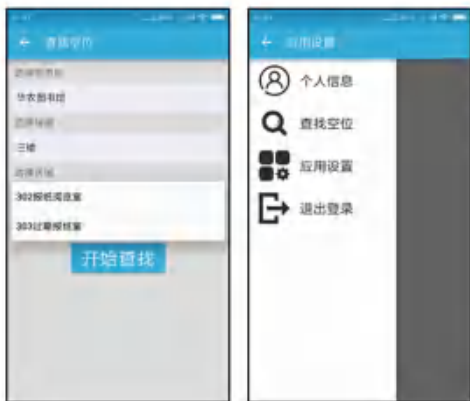 ← 查找空位
华农图书馆
三楼
302报纸阅览室
303过期报纸室
开始查找
← 应用设置
个人信息
查找空位
应用设置
退出登录